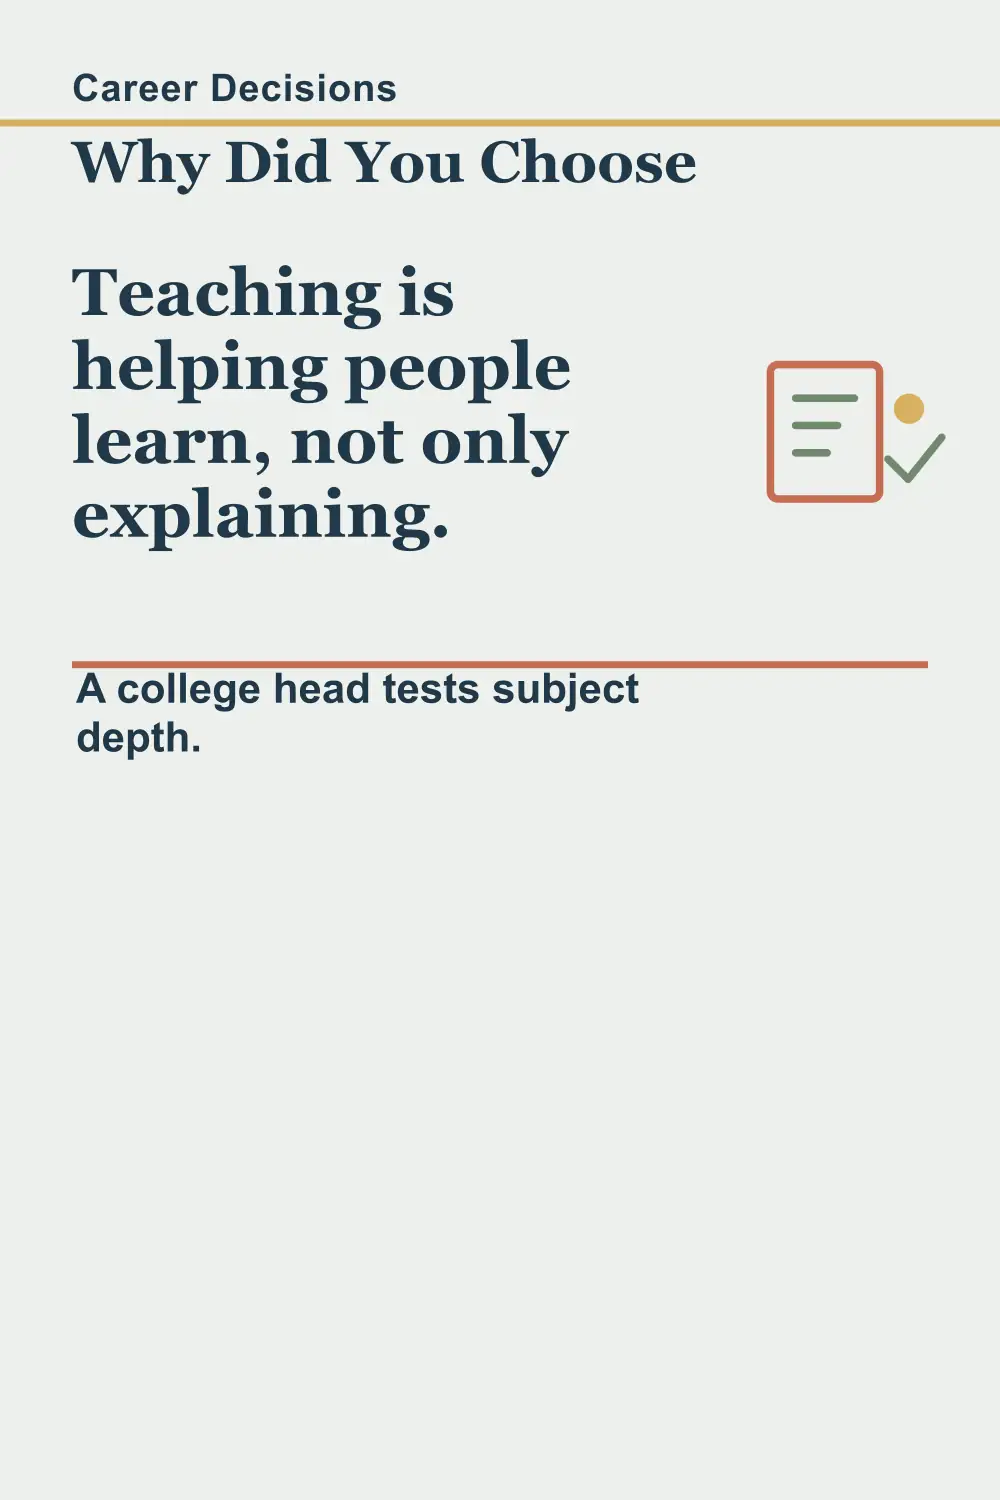 Career Decisions
Why Did You Choose
Teaching is
helping people
learn, not only
explaining.
A college head tests subject
depth.